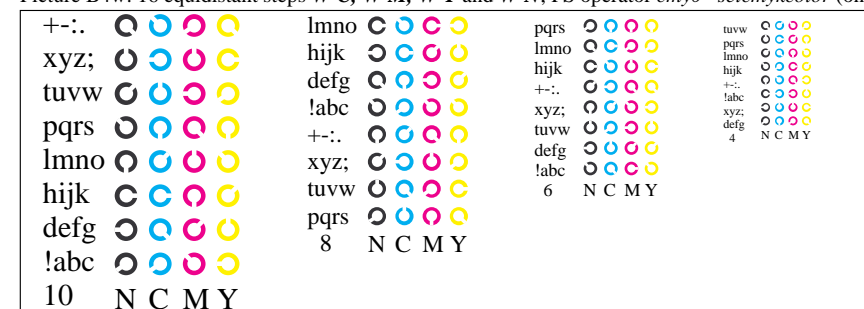 +-:.
xyz;
tuvw
pqrs
lmno
hijk
defg
!abc
10 N C M Y
lmno
hijk
defg
!abc
+-:.
xyz;
tuvw
pqrs
8 N C M Y
pqrs
lmno
hijk
+-:.
xyz;
tuvw
defg
!abc
6 N C M Y
tuvw
pqrs
lmno
hijk
+-:.
!abc
xyz;
defg
4 N C M Y